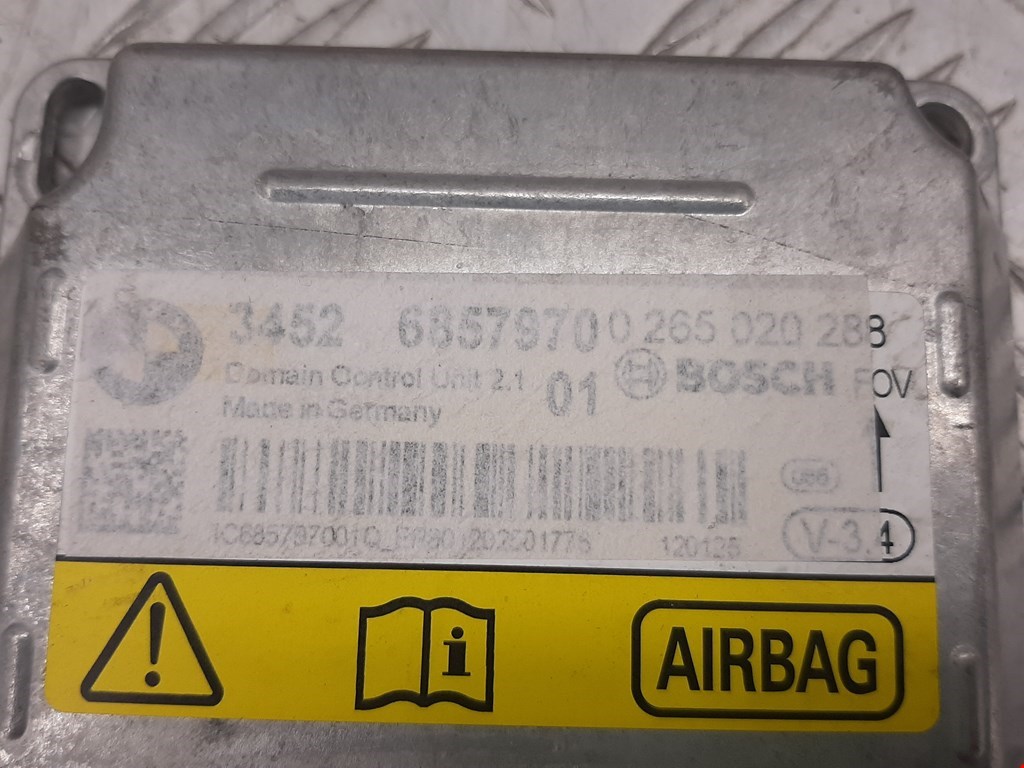 3452 6857970 0 265 020 288
Domain Control Unit 2.1 01 BOSCH
Made in Germany
120125
V-3.4
AIRBAG